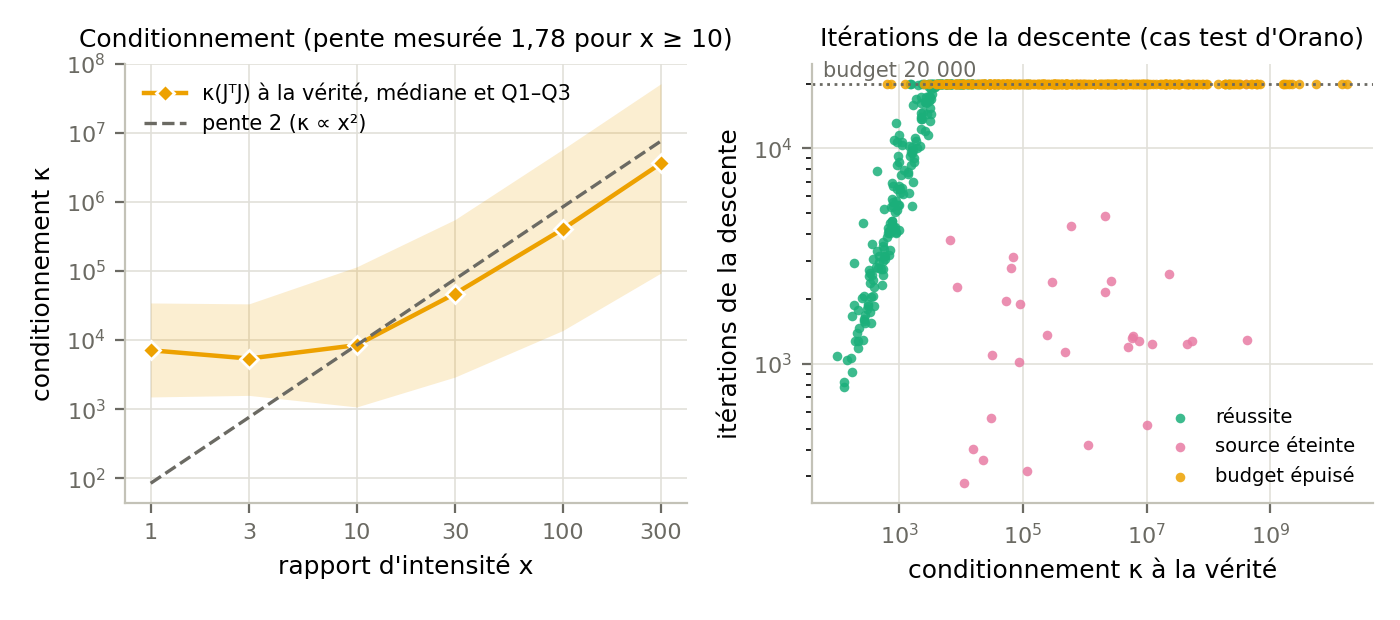 Conditionnement (pente mesurée 1,78 pour x ≥ 10)
κ(JᵀJ) à la vérité, médiane et Q1–Q3
pente 2 (κ ∝ x²)
conditionnement κ
10⁸
10⁷
10⁶
10⁵
10⁴
10³
10²
1 3 10 30 100 300
rapport d'intensité x
Itérations de la descente (cas test d'Orano)
budget 20 000
itérations de la descente
10⁴
10³
réussite
source éteinte
budget épuisé
10³ 10⁵ 10⁷ 10⁹
conditionnement κ à la vérité